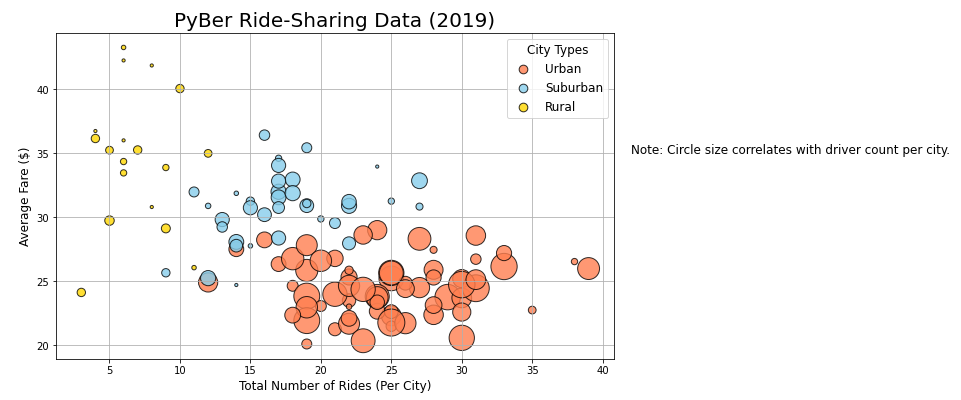 PyBer Ride-Sharing Data (2019)
City Types
Urban
Suburban
Rural
40
35
30
25
20
Average Fare ($)
Note: Circle size correlates with driver count per city.
5 10 15 20 25 30 35 40
Total Number of Rides (Per City)